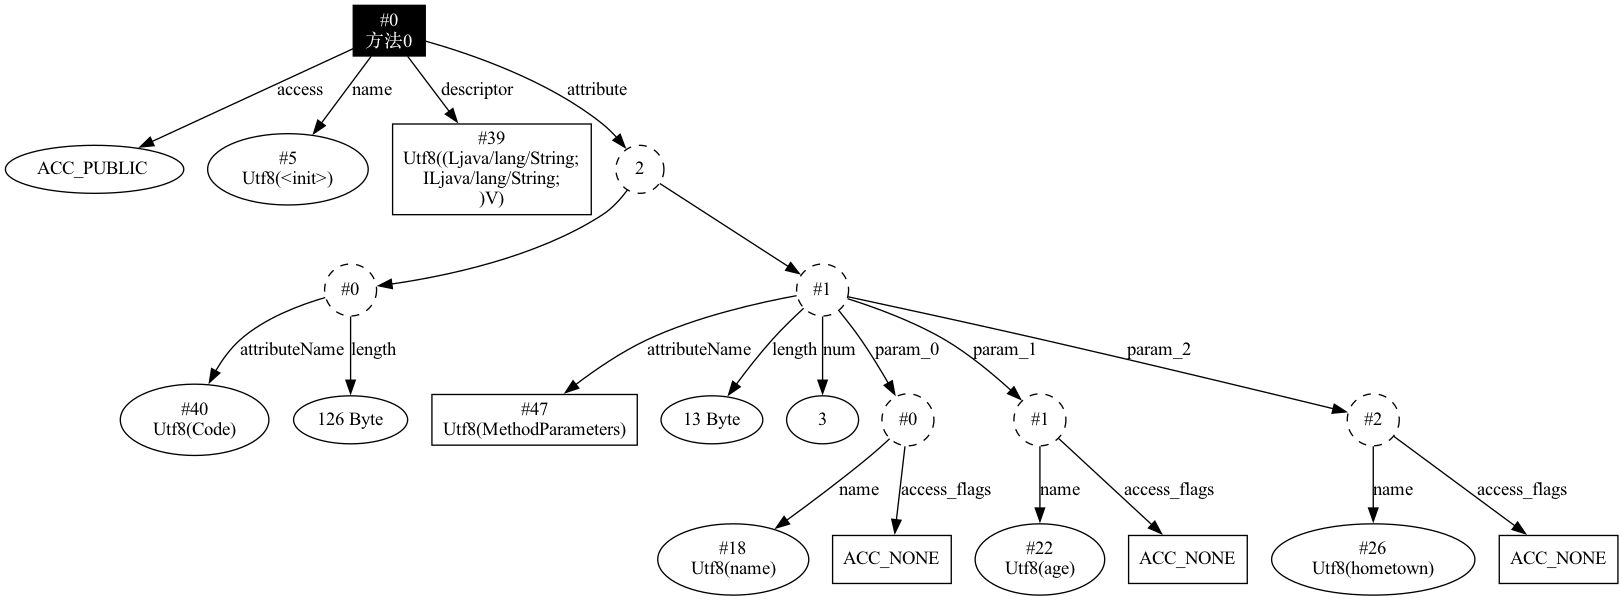 #0
方法0
access
name
descriptor
attribute
ACC_PUBLIC
#5
Utf8(<init>)
#39
Utf8((Ljava/lang/String;
ILjava/lang/String;
)V)
2
#0
#1
attributeName
length
attributeName
length
num
param_0
param_1
param_2
#40
Utf8(Code)
126 Byte
#47
Utf8(MethodParameters)
13 Byte
3
#0
#1
#2
name
access_flags
name
access_flags
name
access_flags
#18
Utf8(name)
ACC_NONE
#22
Utf8(age)
ACC_NONE
#26
Utf8(hometown)
ACC_NONE